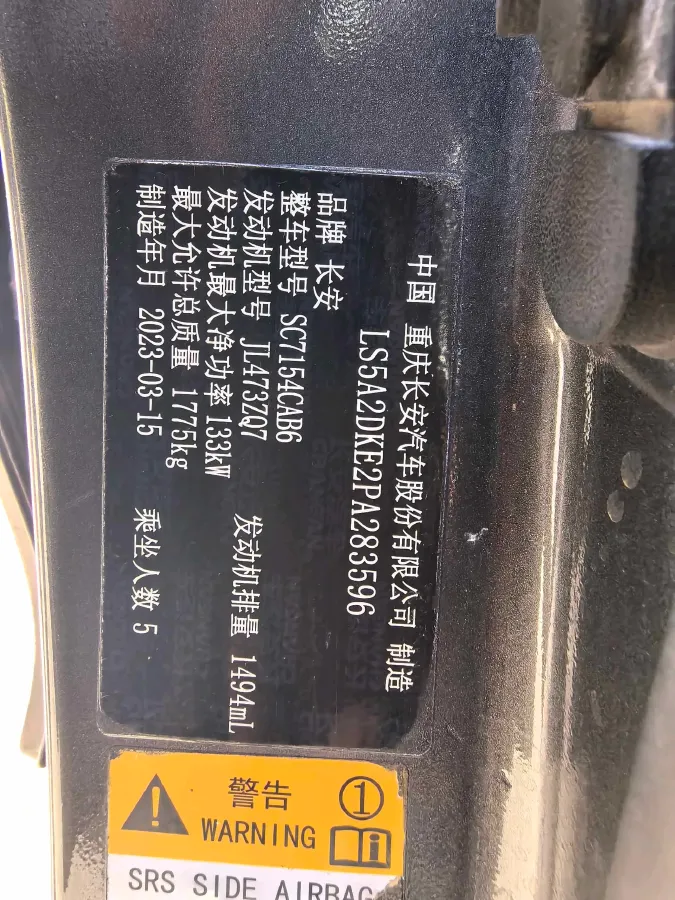 中国 重庆长安汽车股份有限公司 制造
LS5A2DKE2PA283596
品牌 长安
整车型号 SC7154CAB6
发动机型号 JL473ZQ7 发动机排量 1494mL
发动机最大净功率 133kW
最大允许总质量 1775kg
制造年月 2023-03-15 乘坐人数 5
警告 ①
WARNING
SRS SIDE AIRBAG